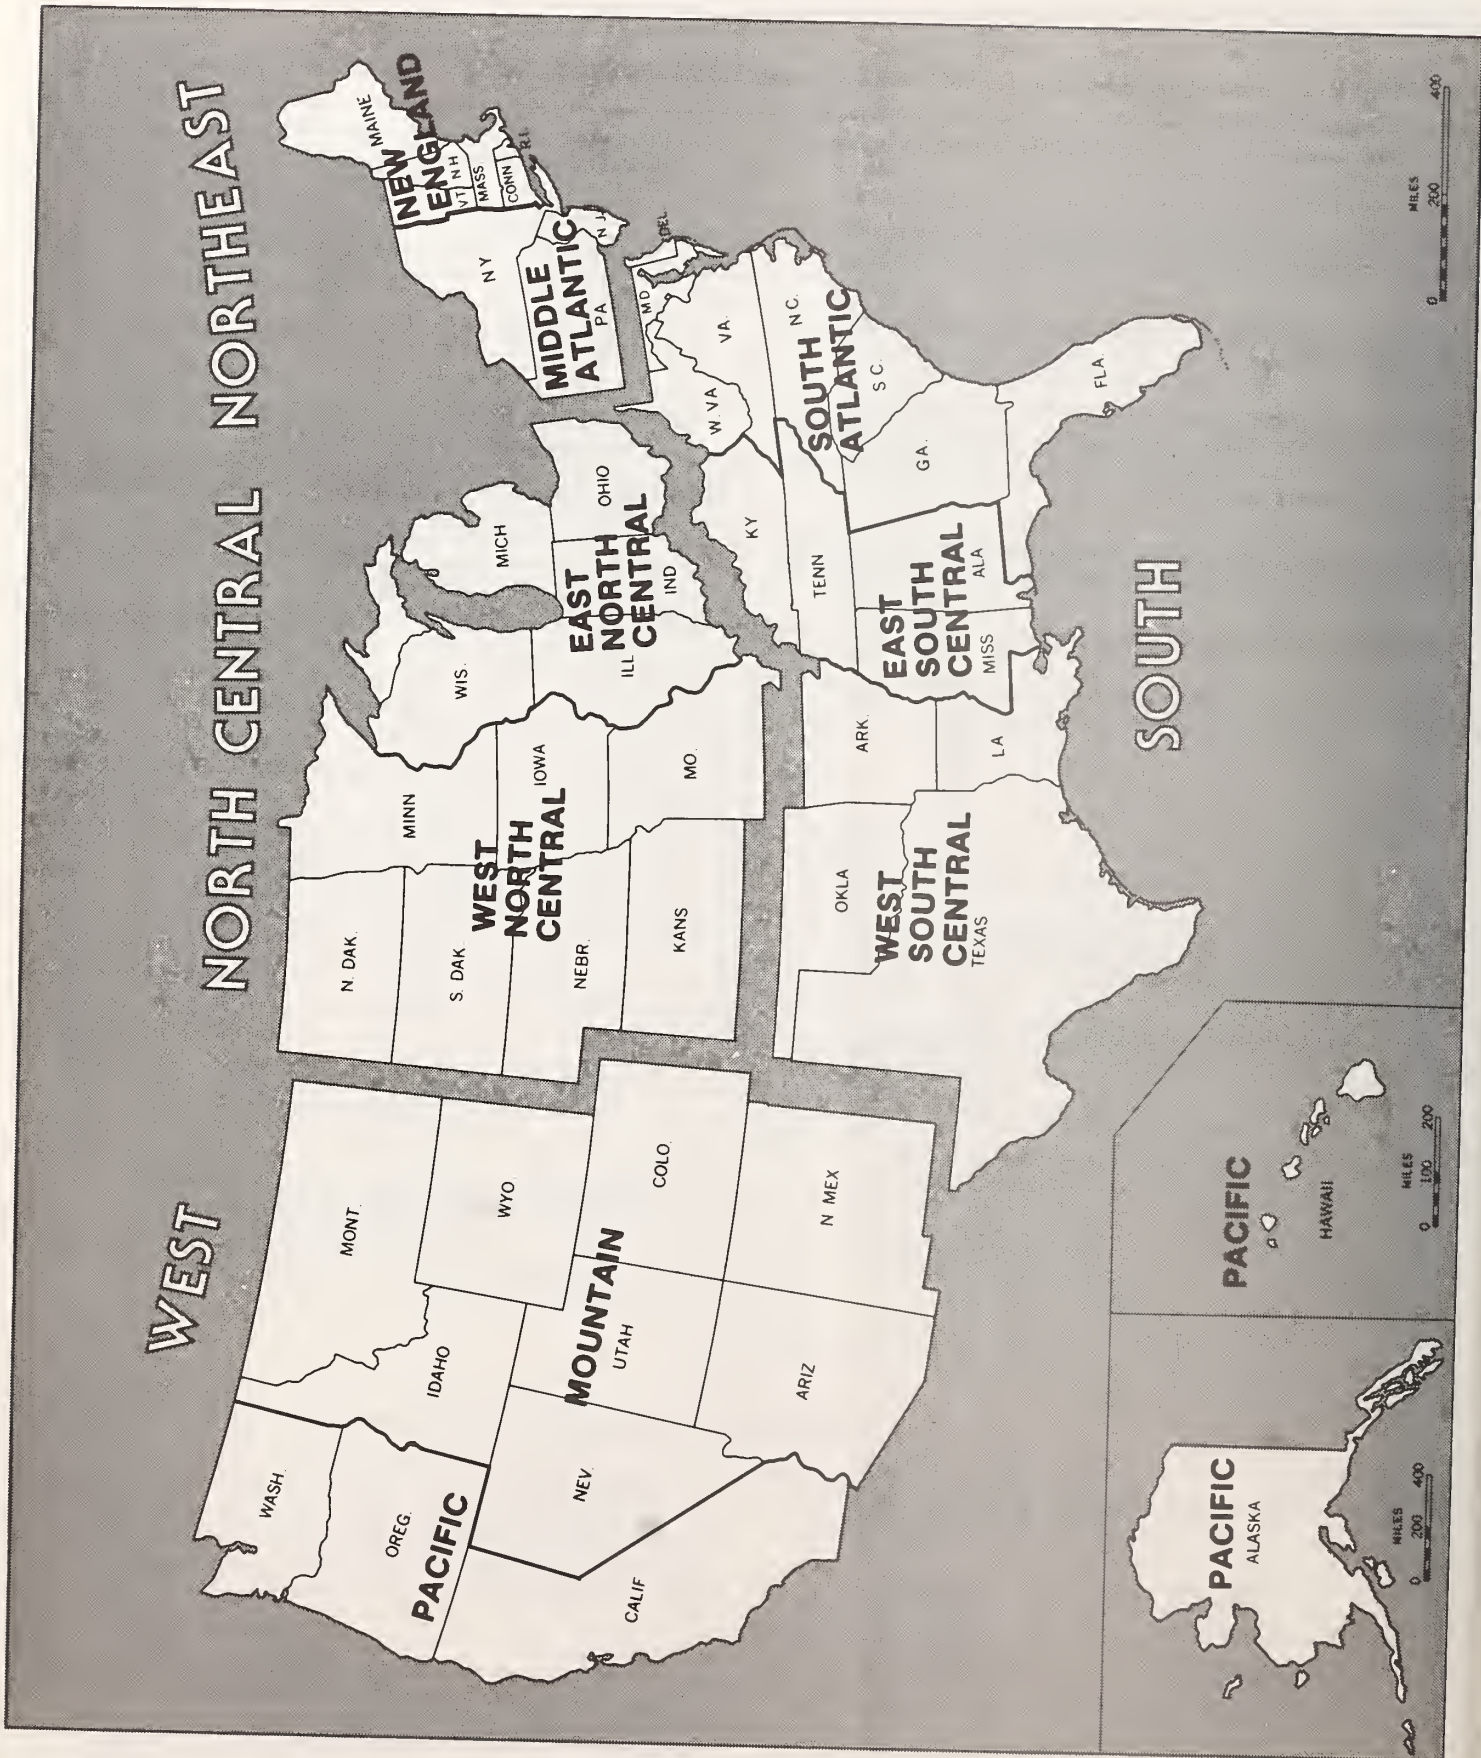 WEST
NORTH CENTRAL
NORTHEAST
WASH.
OREG.
PACIFIC
CALIF
MONT.
IDAHO
WYO.
MOUNTAIN
NEV.
UTAH
COLO.
ARIZ
N MEX
N. DAK.
S. DAK
MINN
WEST
NORTH
CENTRAL
NEBR.
IOWA
KANS
MO.
WIS.
MICH
EAST
NORTH
CENTRAL
ILL
IND
OHIO
NEW
ENGLAND
MAINE
VT
N H
MASS
CONN
R.I.
N Y
MIDDLE
ATLANTIC
PA
N J
DEL.
MD
W. VA
VA.
SOUTH
ATLANTIC
N C.
S C.
GA.
FLA.
KY
TENN
EAST
SOUTH
CENTRAL
MISS
ALA
OKLA
ARK.
WEST
SOUTH
CENTRAL
TEXAS
LA
SOUTH
PACIFIC
ALASKA
MILES
0 200 400
PACIFIC
HAWAII
MILES
0 100 200
MILES
0 200 400